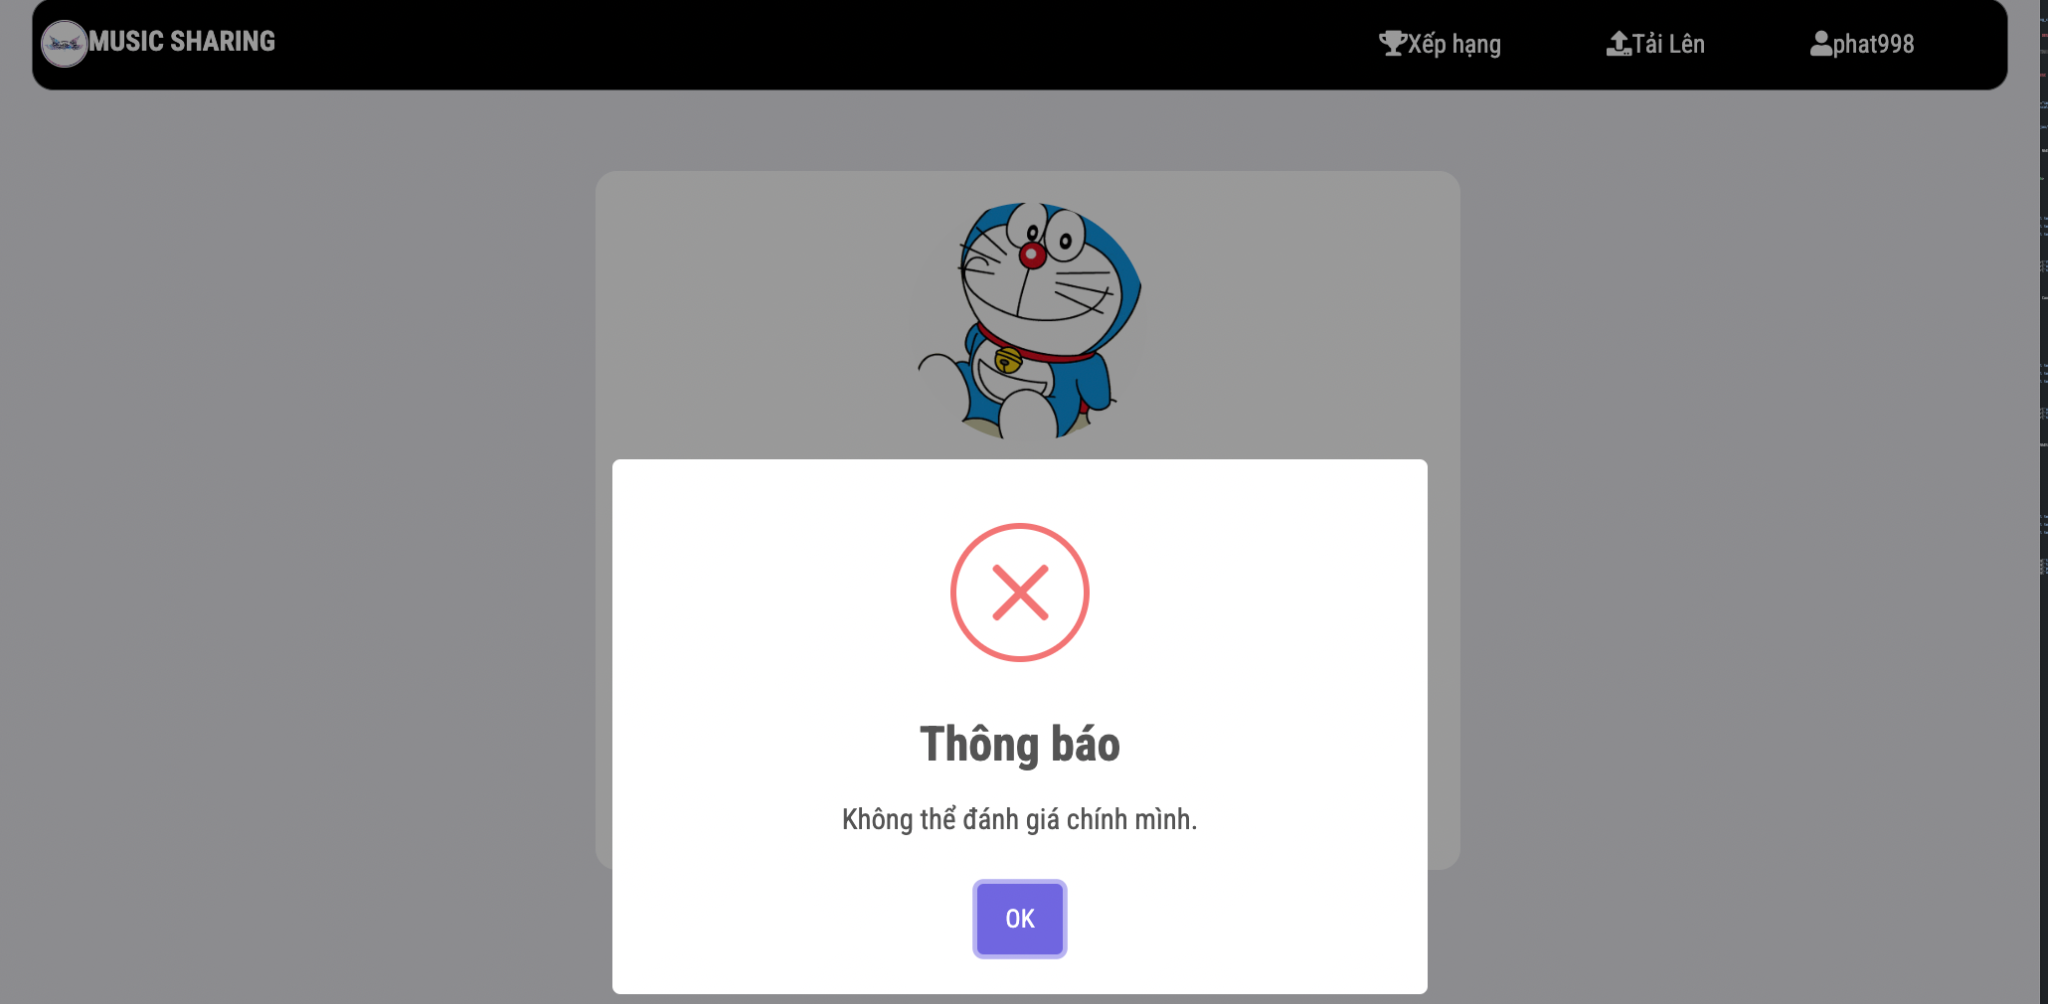 MUSIC SHARING
Xếp hạng
Tải Lên
phat998
Thông báo
Không thể đánh giá chính mình.
OK